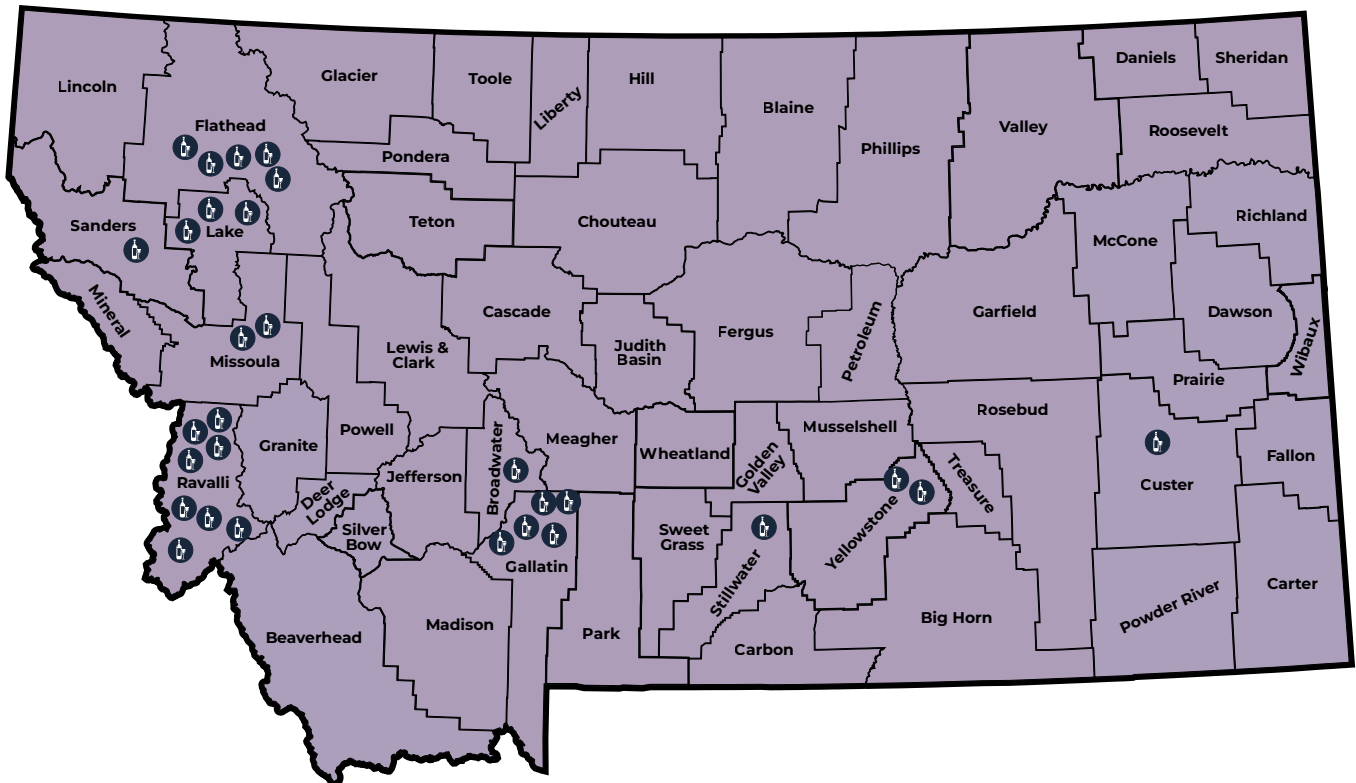 Lincoln
Flathead
Glacier
Toole
Liberty
Hill
Blaine
Phillips
Valley
Daniels
Sheridan
Roosevelt
Pondera
Teton
Chouteau
Sanders
Lake
McCone
Richland
Mineral
Missoula
Lewis &
Clark
Cascade
Judith
Basin
Fergus
Petroleum
Garfield
Dawson
Wibaux
Prairie
Ravalli
Granite
Powell
Jefferson
Broadwater
Meagher
Wheatland
Golden
Valley
Musselshell
Rosebud
Treasure
Custer
Fallon
Deer
Lodge
Silver
Bow
Gallatin
Sweet
Grass
Stillwater
Yellowstone
Beaverhead
Madison
Park
Carbon
Big Horn
Powder River
Carter